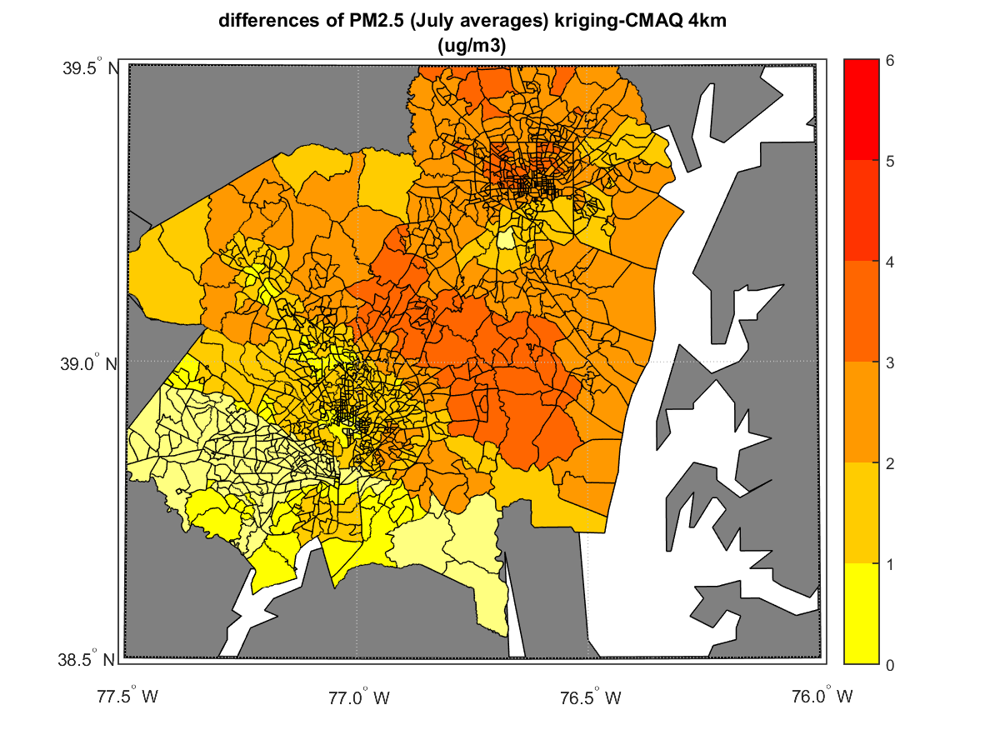 differences of PM2.5 (July averages) kriging-CMAQ 4km
(ug/m3)
39.5° N
39.0° N
38.5° N
77.5° W
77.0° W
76.5° W
76.0° W
6
5
4
3
2
1
0